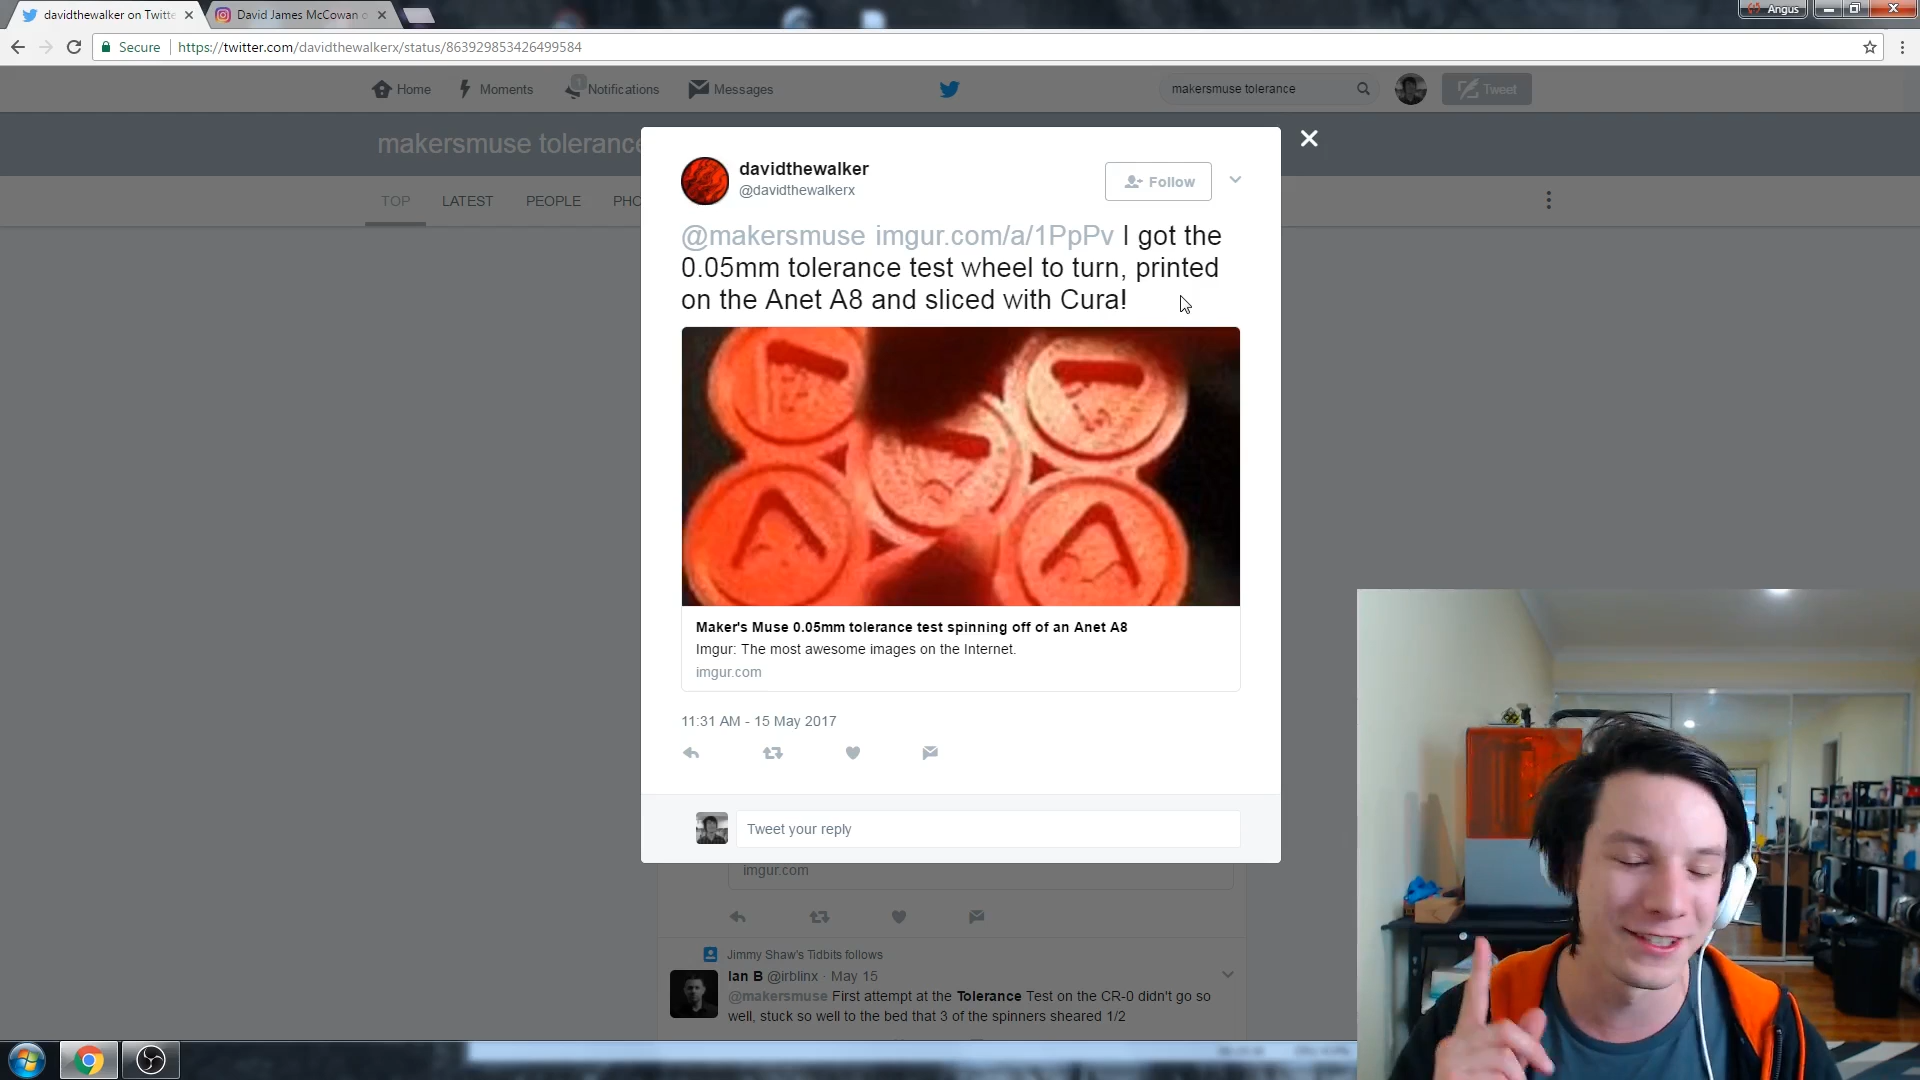 davidthewalker on Twitte
David James McCowan o
Angus
Secure
https://twitter.com/davidthewalkerx/status/863929853426499584
Home
Moments
1
Notifications
Messages
makersmuse tolerance
Tweet
makersmuse tolerance
TOP
LATEST
PEOPLE
PHO
davidthewalker
@davidthewalkerx
Follow
@makersmuse imgur.com/a/1PpPv I got the
0.05mm tolerance test wheel to turn, printed
on the Anet A8 and sliced with Cura!
Maker's Muse 0.05mm tolerance test spinning off of an Anet A8
Imgur: The most awesome images on the Internet.
imgur.com
11:31 AM - 15 May 2017
Tweet your reply
imgur.com
Jimmy Shaw's Tidbits follows
Ian B @irblinx · May 15
@makersmuse First attempt at the Tolerance Test on the CR-0 didn't go so
well, stuck so well to the bed that 3 of the spinners sheared 1/2